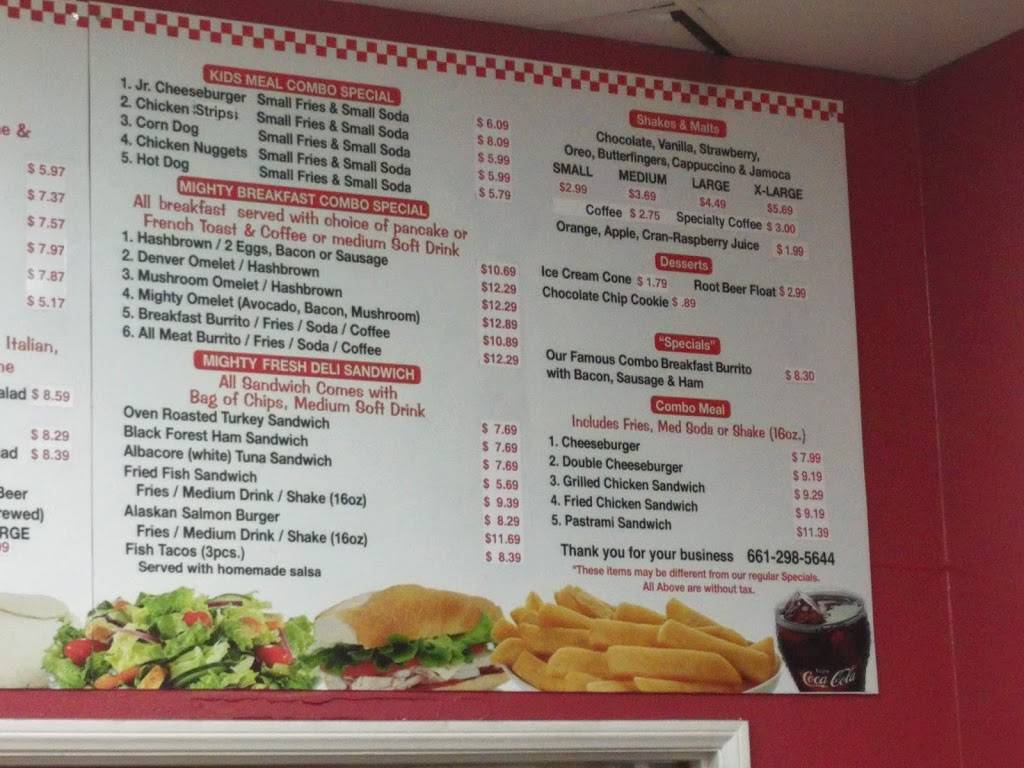 e &
$ 5.97
$ 7.37
$ 7.57
$ 7.97
$ 7.87
$ 5.17
Italian,
ne
alad $ 8.59
$ 8.29
ad $ 8.39
Beer
rewed)
RGE
9
KIDS MEAL COMBO SPECIAL
1. Jr. Cheeseburger Small Fries & Small Soda $ 6.09
2. Chicken Strips Small Fries & Small Soda $ 8.09
3. Corn Dog Small Fries & Small Soda $ 5.99
4. Chicken Nuggets Small Fries & Small Soda $ 5.99
5. Hot Dog Small Fries & Small Soda $ 5.79
MIGHTY BREAKFAST COMBO SPECIAL
All breakfast served with choice of pancake or
French Toast & Coffee or medium Soft Drink
1. Hashbrown / 2 Eggs, Bacon or Sausage $10.69
2. Denver Omelet / Hashbrown $12.29
3. Mushroom Omelet / Hashbrown $12.29
4. Mighty Omelet (Avocado, Bacon, Mushroom) $12.89
5. Breakfast Burrito / Fries / Soda / Coffee $10.89
6. All Meat Burrito / Fries / Soda / Coffee $12.29
MIGHTY FRESH DELI SANDWICH
All Sandwich Comes with
Bag of Chips, Medium Soft Drink
Oven Roasted Turkey Sandwich $ 7.69
Black Forest Ham Sandwich $ 7.69
Albacore (white) Tuna Sandwich $ 7.69
Fried Fish Sandwich $ 5.69
Fries / Medium Drink / Shake (16oz) $ 9.39
Alaskan Salmon Burger $ 8.29
Fries / Medium Drink / Shake (16oz) $11.69
Fish Tacos (3pcs.) $ 8.39
Served with homemade salsa
Shakes & Malts
Chocolate, Vanilla, Strawberry,
Oreo, Butterfingers, Cappuccino & Jamoca
SMALL MEDIUM LARGE X-LARGE
$2.99 $3.69 $4.49 $5.69
Coffee $ 2.75 Specialty Coffee $ 3.00
Orange, Apple, Cran-Raspberry Juice $ 1.99
Desserts
Ice Cream Cone $ 1.79 Root Beer Float $ 2.99
Chocolate Chip Cookie $ .89
"Specials"
Our Famous Combo Breakfast Burrito
with Bacon, Sausage & Ham $ 8.30
Combo Meal
Includes Fries, Med Soda or Shake (16oz.)
1. Cheeseburger $ 7.99
2. Double Cheeseburger $ 9.19
3. Grilled Chicken Sandwich $ 9.29
4. Fried Chicken Sandwich $ 9.19
5. Pastrami Sandwich $11.39
Thank you for your business 661-298-5644
*These items may be different from our regular Specials.
All Above are without tax.
Enjoy
Coca Cola